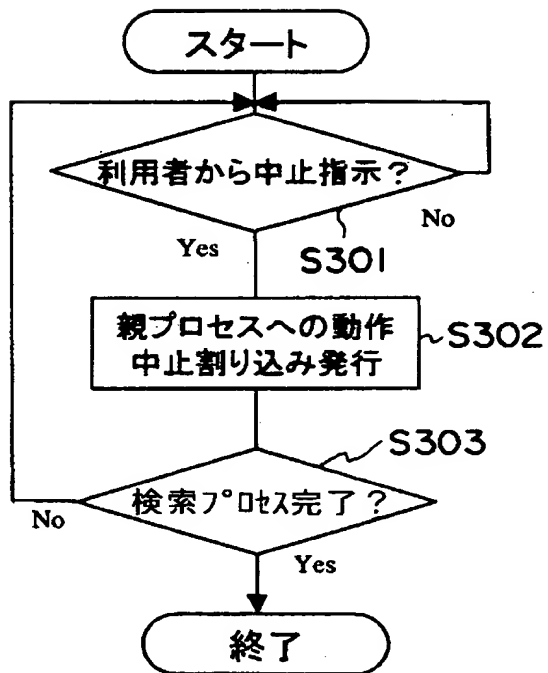 スタート
利用者から中止指示？
No
Yes
S301
親プロセスへの動作
中止割り込み発行
S302
S303
検索プロセス完了？
No
Yes
終了